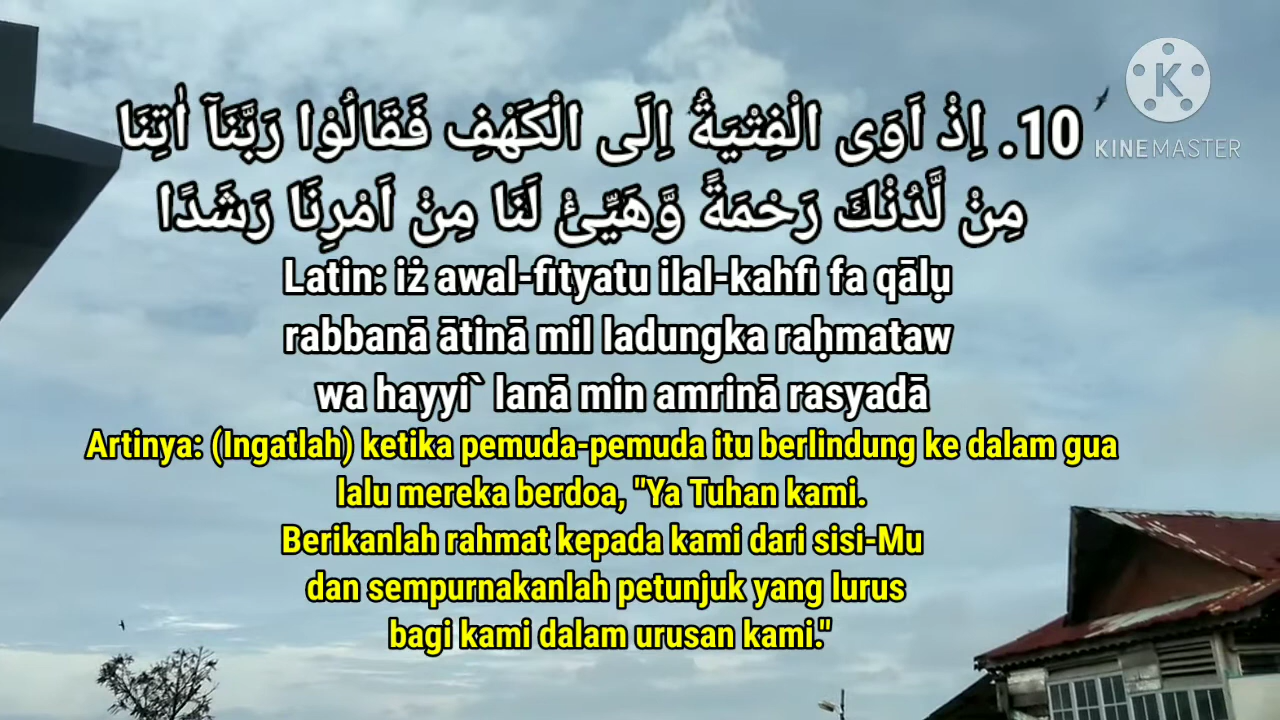 10. اِذْ اَوَى الْفِتْيَةُ اِلَى الْكَهْفِ فَقَالُوْا رَبَّنَآ اٰتِنَا
مِنْ لَّدُنْكَ رَحْمَةً وَّهَيِّئْ لَنَا مِنْ اَمْرِنَا رَشَدًا
Latin: iż awal-fityatu ilal-kahfi fa qālụ
rabbanā ātinā mil ladungka raḥmataw
wa hayyi` lanā min amrinā rasyadā
Artinya: (Ingatlah) ketika pemuda-pemuda itu berlindung ke dalam gua
lalu mereka berdoa, "Ya Tuhan kami.
Berikanlah rahmat kepada kami dari sisi-Mu
dan sempurnakanlah petunjuk yang lurus
bagi kami dalam urusan kami."
K
KINEMASTER